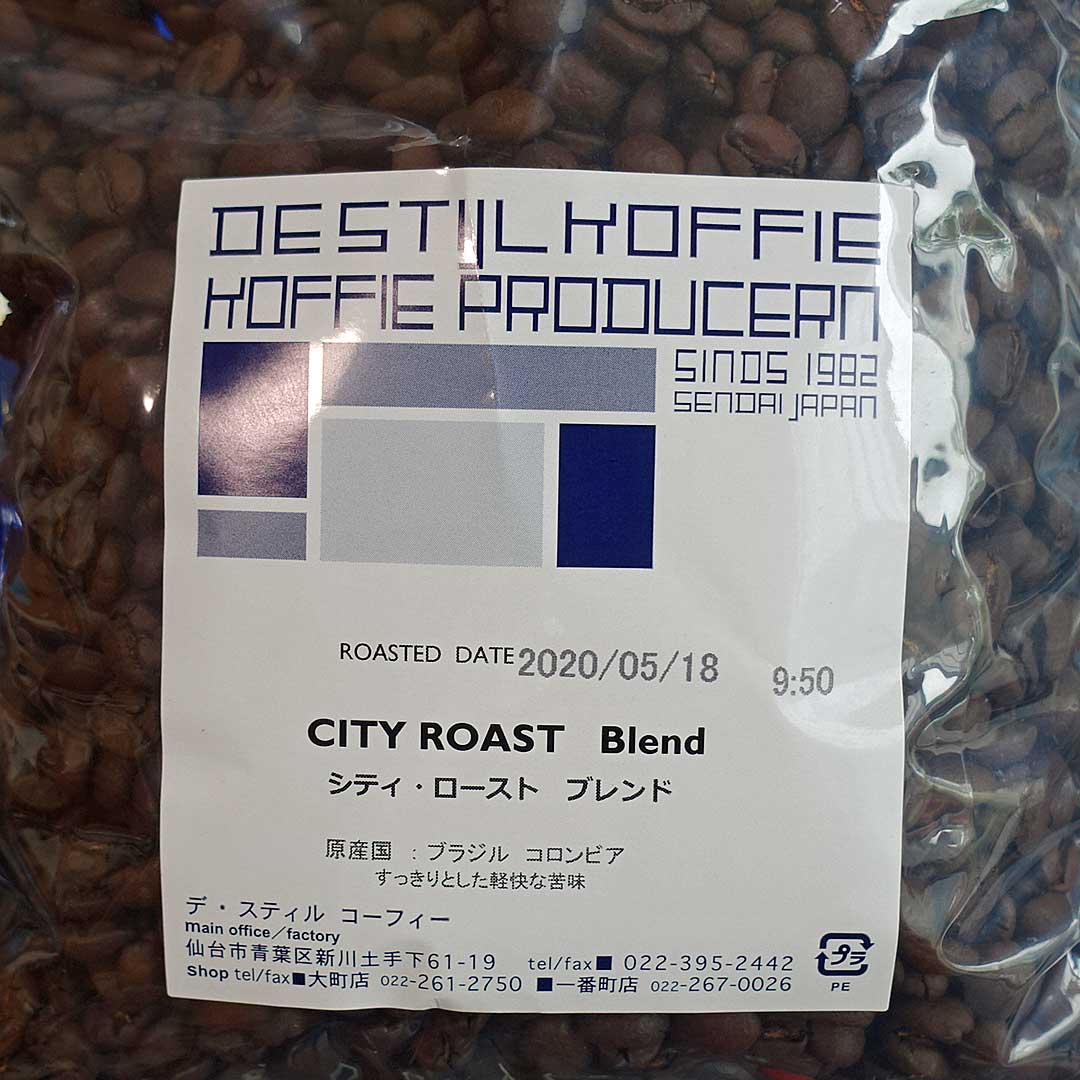 DE STIJL KOFFIE
KOFFIE PRODUCERN
SINDS 1982
SENDAI JAPAN
ROASTED DATE 2020/05/18 9:50
CITY ROAST Blend
シティ・ロースト ブレンド
原産国 : ブラジル コロンビア
すっきりとした軽快な苦味
デ・スティル コーフィー
main office／factory
仙台市青葉区新川土手下61-19 tel/fax■ 022-395-2442
shop tel/fax■大町店 022-261-2750 ■一番町店 022-267-0026
プラ
PE